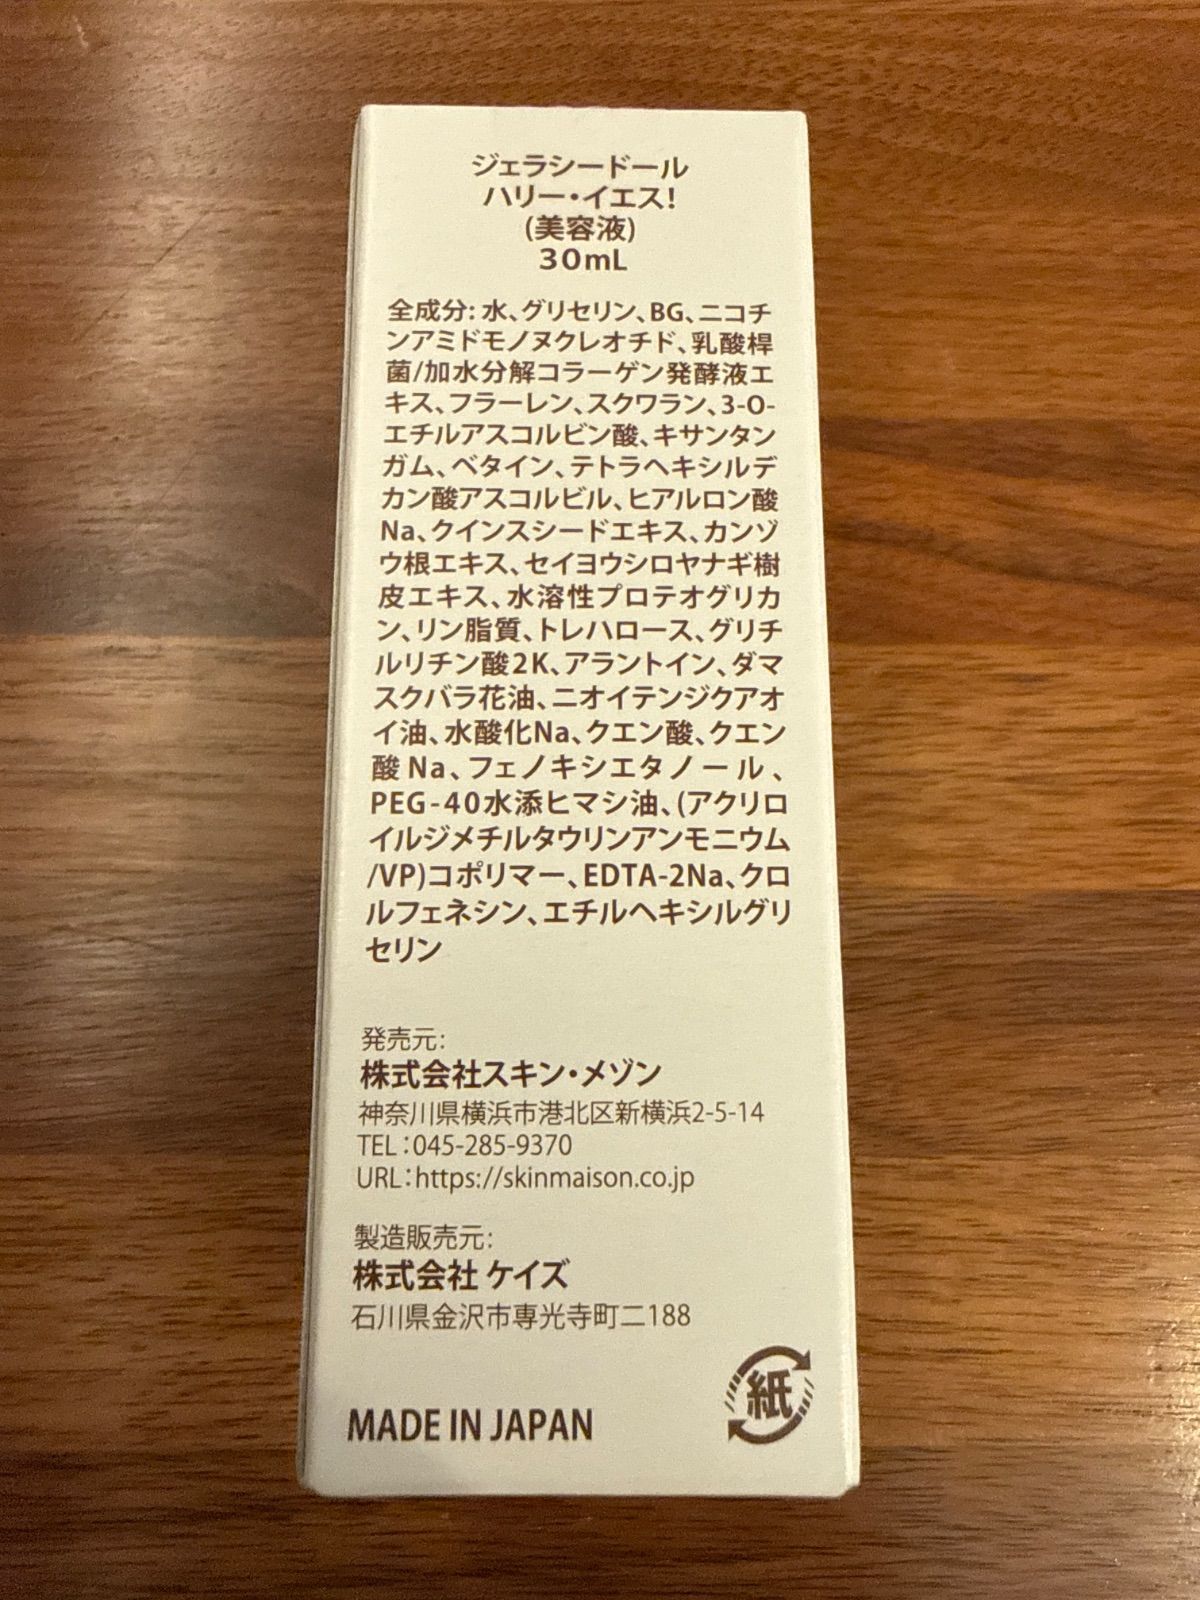 ジェラシードール
ハリー・イエス!
(美容液)
30mL
全成分: 水、グリセリン、BG、ニコチ
ンアミドモノヌクレオチド、乳酸桿
菌/加水分解コラーゲン発酵液エ
キス、フラーレン、スクワラン、3-O-
エチルアスコルビン酸、キサンタン
ガム、ベタイン、テトラヘキシルデ
カン酸アスコルビル、ヒアルロン酸
Na、クインスシードエキス、カンゾ
ウ根エキス、セイヨウシロヤナギ樹
皮エキス、水溶性プロテオグリカ
ン、リン脂質、トレハロース、グリチ
ルリチン酸2K、アラントイン、ダマ
スクバラ花油、ニオイテンジクアオ
イ油、水酸化Na、クエン酸、クエン
酸Na、フェノキシエタノール、
PEG-40水添ヒマシ油、(アクリロ
イルジメチルタウリンアンモニウム
/VP)コポリマー、EDTA-2Na、クロ
ルフェネシン、エチルヘキシルグリ
セリン
発売元:
株式会社スキン・メゾン
神奈川県横浜市港北区新横浜2-5-14
TEL:045-285-9370
URL:https://skinmaison.co.jp
製造販売元:
株式会社 ケイズ
石川県金沢市専光寺町ニ188
MADE IN JAPAN
紙